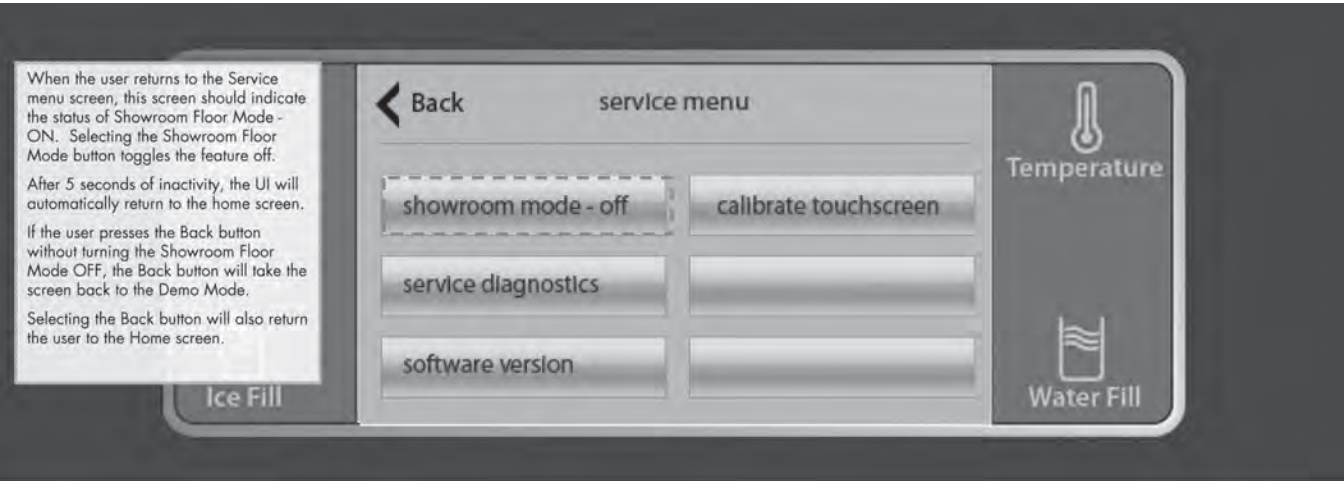 When the user returns to the Service
menu screen, this screen should indicate
the status of Showroom Floor Mode -
ON. Selecting the Showroom Floor
Mode button toggles the feature off.
After 5 seconds of inactivity, the UI will
automatically return to the home screen.
If the user presses the Back button
without turning the Showroom Floor
Mode OFF, the Back button will take the
screen back to the Demo Mode.
Selecting the Back button will also return
the user to the Home screen.
Ice Fill
Back
service menu
showroom mode - off
calibrate touchscreen
service diagnostics
software version
Temperature
Water Fill